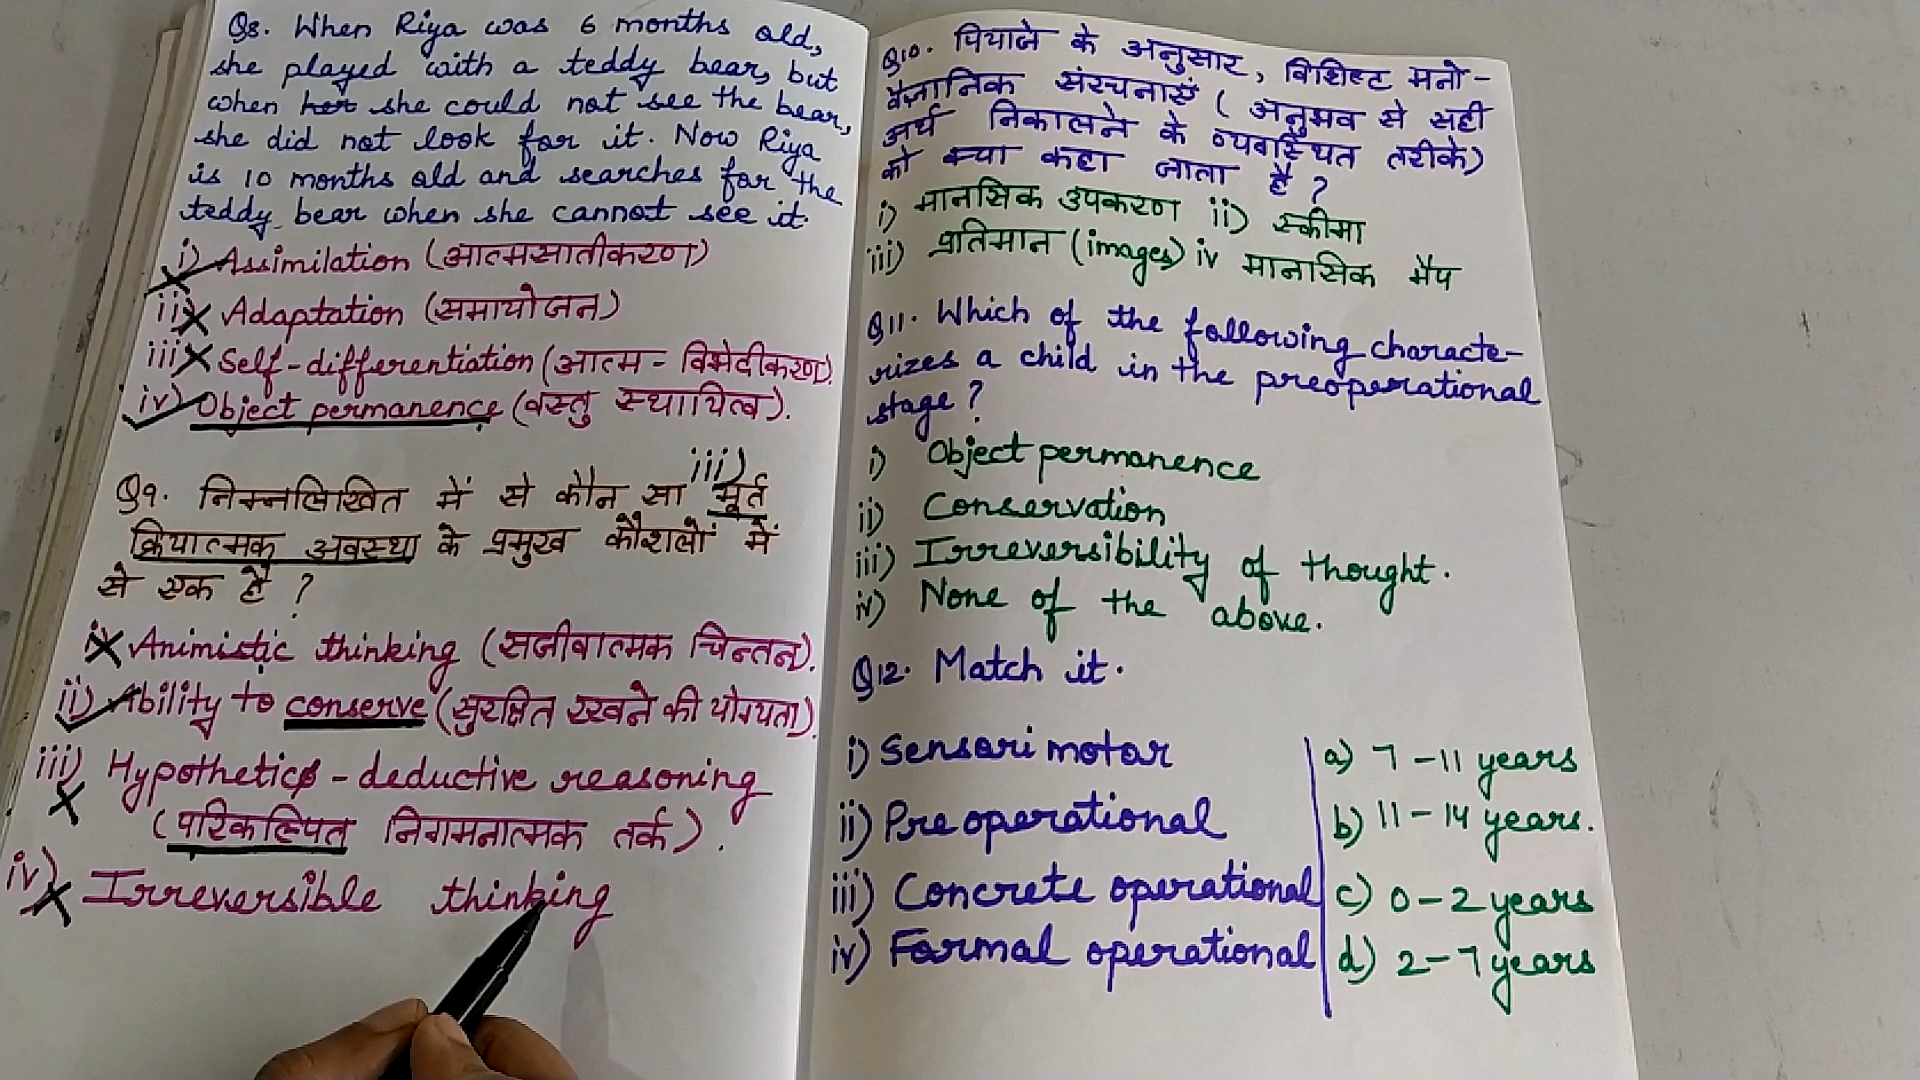 Q8. When Riya was 6 months old,
she played with a teddy bear, but
when her she could not see the bear,
she did not look for it. Now Riya
is 10 months old and searches for the
teddy bear when she cannot see it.
i) Assimilation (आत्मसातीकरण)
ii) Adaptation (समायोजन)
iii) Self-differentiation (आत्म - विभेदीकरण).
iv) Object permanence (वस्तु स्थायित्व).
iii)
Q9. निम्नलिखित में से कौन सा मूर्त
क्रियात्मक अवस्था के प्रमुख कौशलों में
से एक है ?
i) Animistic thinking (सजीवात्मक चिन्तन).
ii) Ability to conserve (सुरक्षित रखने की योग्यता)
iii) Hypothetic - deductive reasoning
(परिकल्पित निगमनात्मक तर्क).
iv) Irreversible thinking
Q10. पियाजे के अनुसार, विशिष्ट मनो-
वैज्ञानिक संरचनाएं ( अनुभव से सही
अर्थ निकालने के व्यवस्थित तरीके)
को क्या कहा जाता है ?
i) मानसिक उपकरण ii) स्कीमा
iii) प्रतिमान (images) iv मानसिक मैप
Q11. Which of the following characte-
rizes a child in the preoperational
stage ?
i) Object permanence
ii) Conservation
iii) Irreversibility of thought.
iv) None of the above.
Q12. Match it.
i) Sensori motor a) 7 - 11 years
ii) Pre operational b) 11 - 14 years.
iii) Concrete operational c) 0 - 2 years
iv) Formal operational d) 2 - 7 years